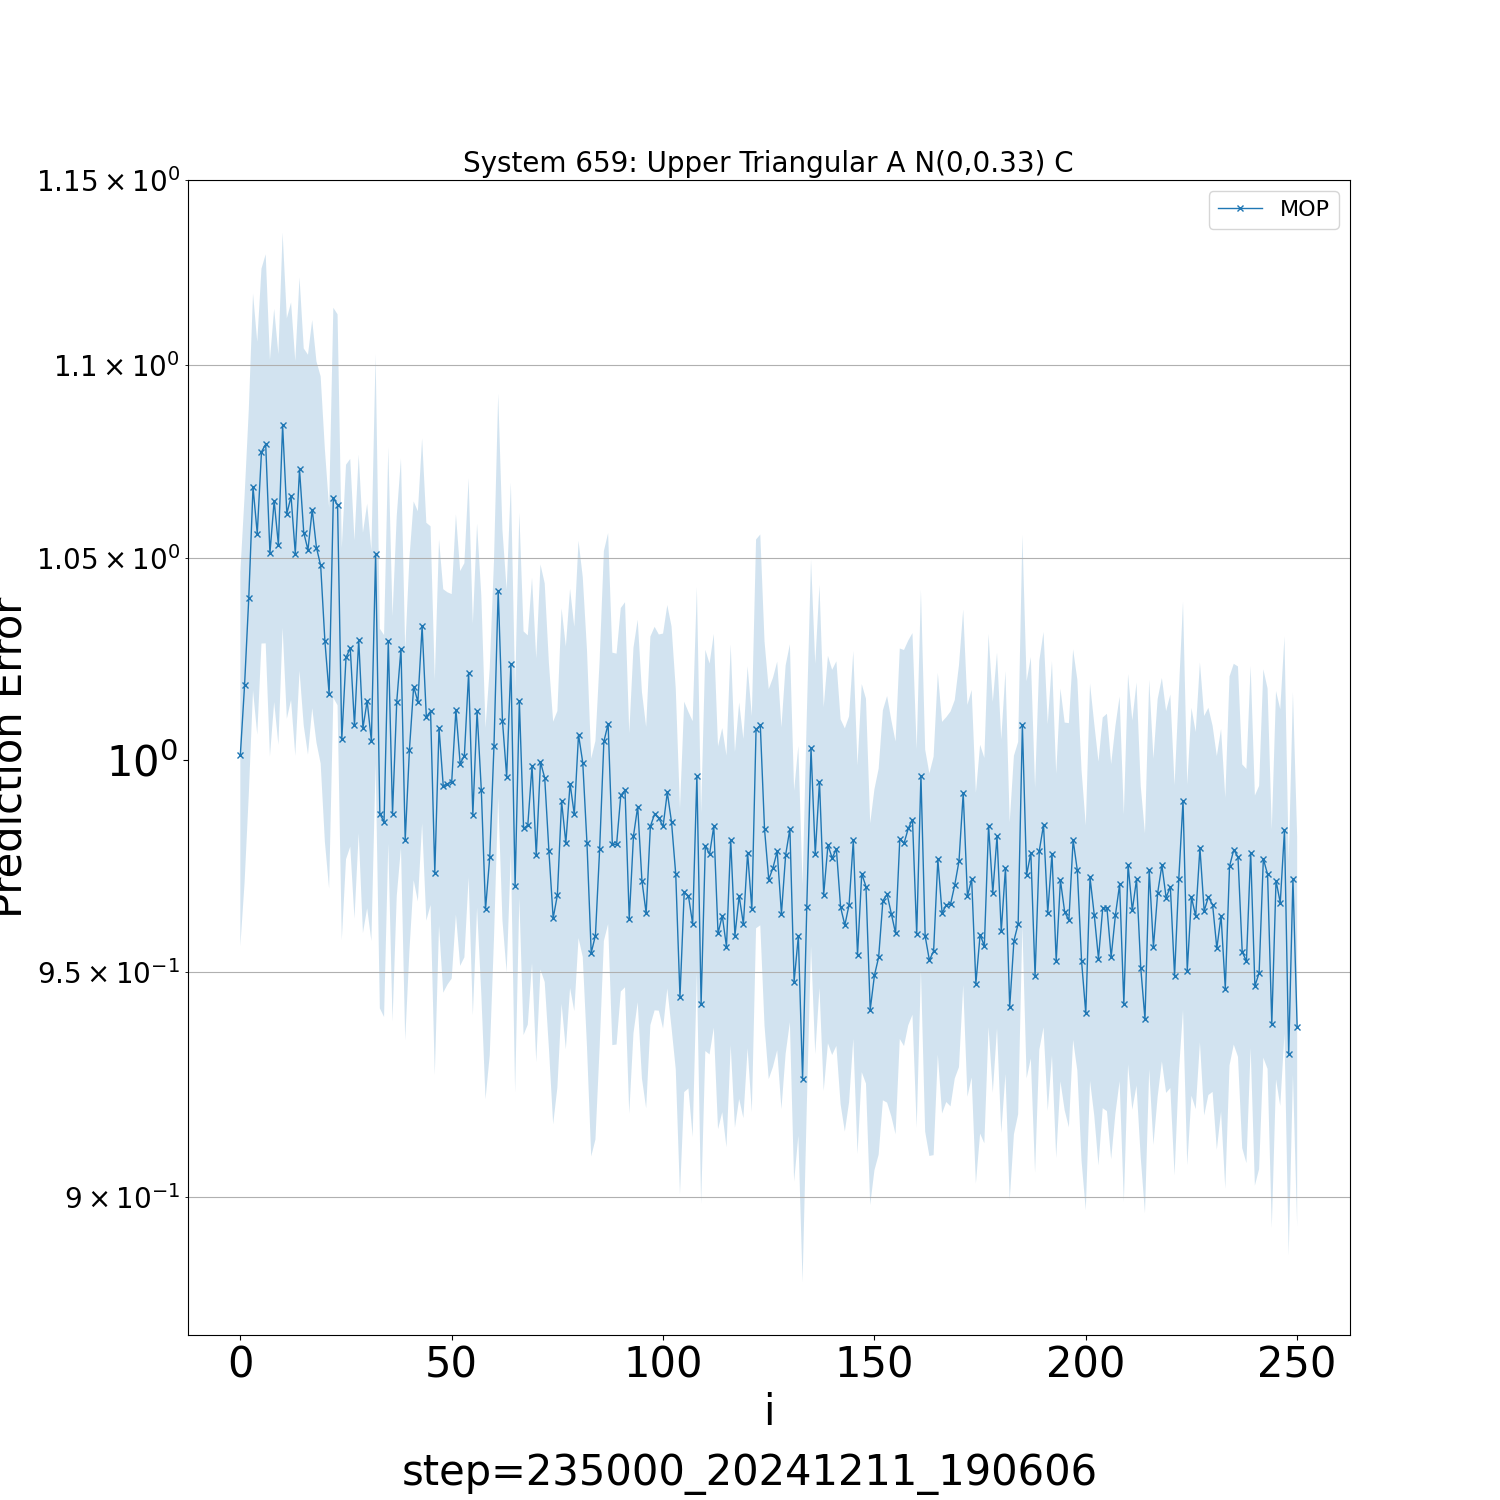 System 659: Upper Triangular A N(0,0.33) C
MOP
Prediction Error
1.15 × 10⁰
1.1 × 10⁰
1.05 × 10⁰
10⁰
9.5 × 10⁻¹
9 × 10⁻¹
0 50 100 150 200 250
i
step=235000_20241211_190606